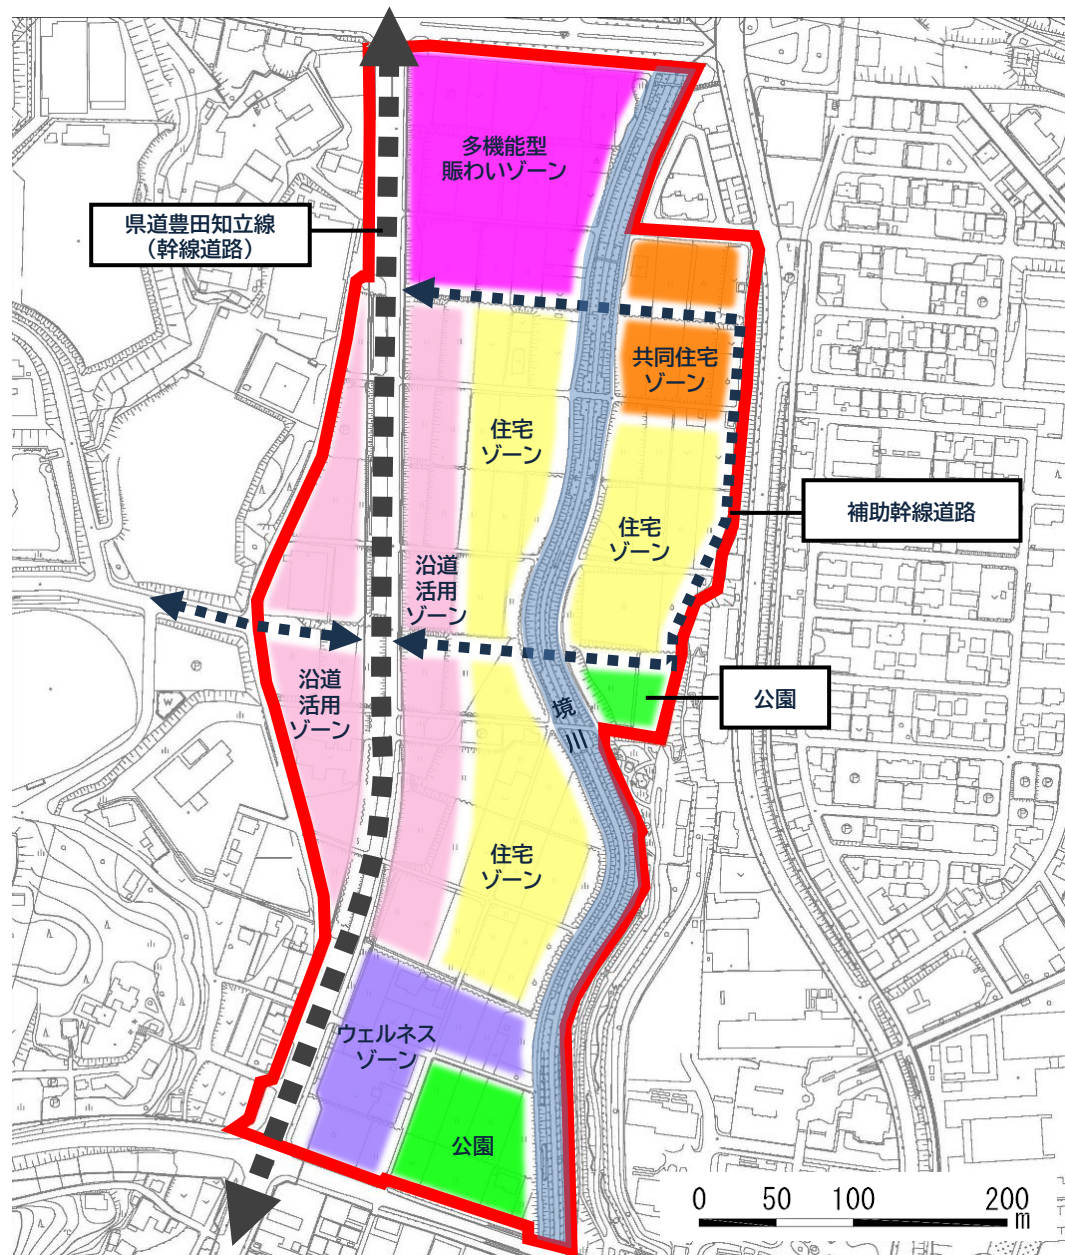 多機能型
賑わいゾーン
県道豊田知立線
（幹線道路）
共同住宅
ゾーン
住宅
ゾーン
補助幹線道路
住宅
ゾーン
沿道
活用
ゾーン
沿道
活用
ゾーン
公園
境
川
住宅
ゾーン
ウェルネス
ゾーン
公園
0 50 100 200
m